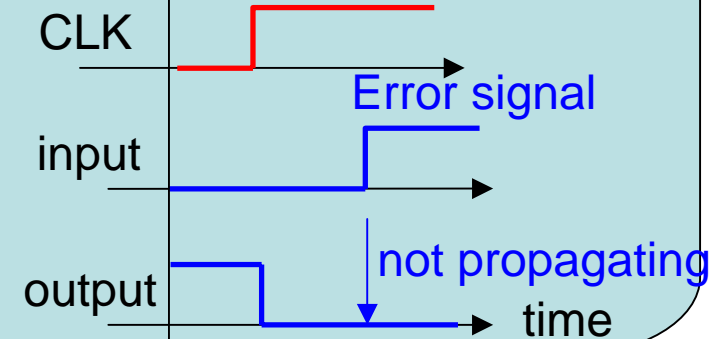 CLK
Error signal
input
not propagating
output
time